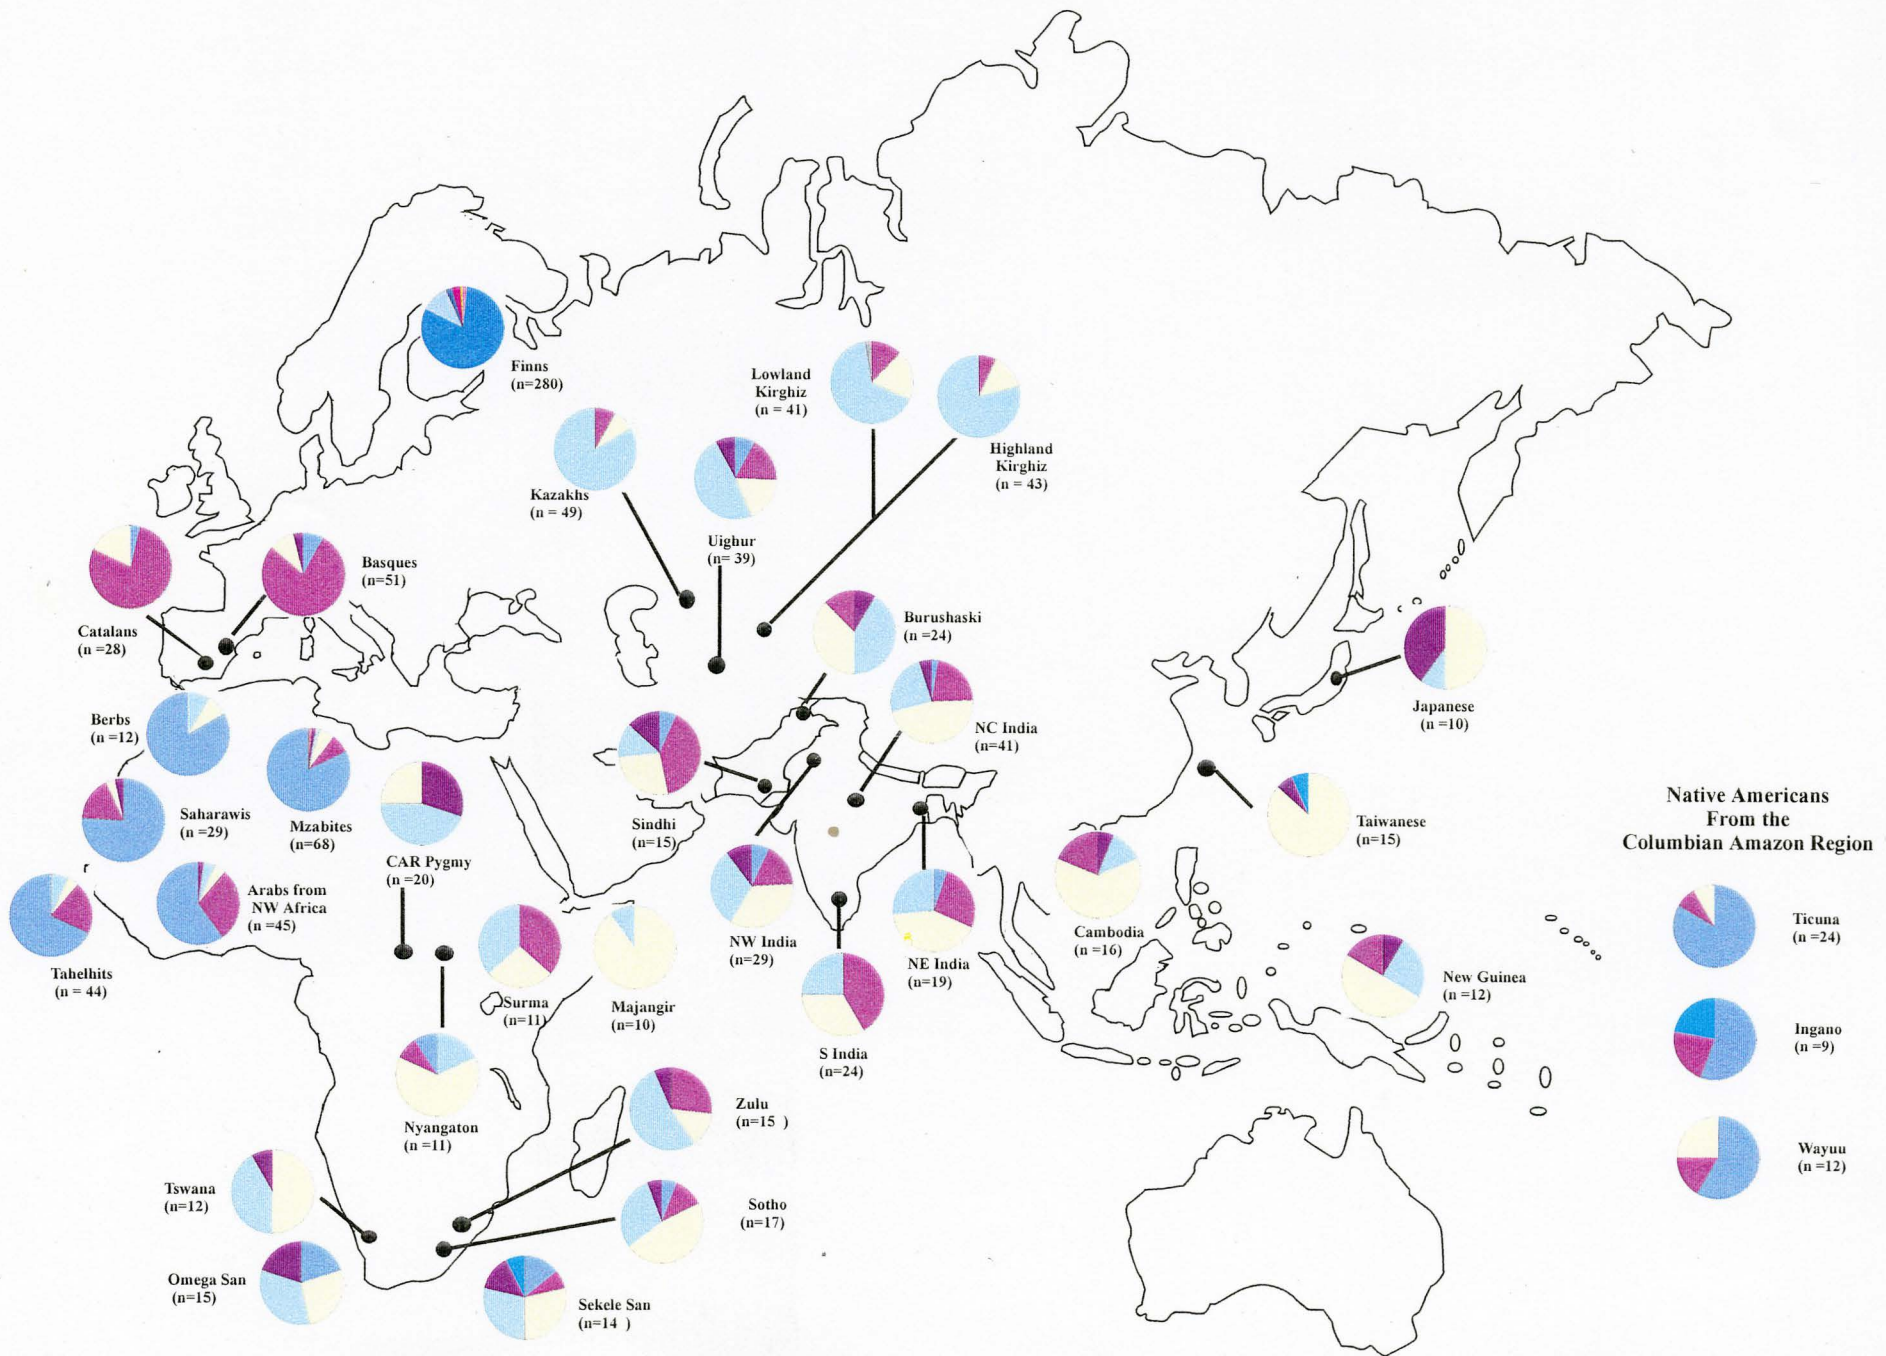 Finns
(n=280)
Lowland
Kirghiz
(n = 41)
Highland
Kirghiz
(n = 43)
Kazakhs
(n = 49)
Uighur
(n= 39)
Basques
(n=51)
Catalans
(n =28)
Burushaski
(n =24)
NC India
(n=41)
Japanese
(n =10)
Berbs
(n =12)
Saharawis
(n =29)
Mzabites
(n=68)
CAR Pygmy
(n =20)
Sindhi
(n=15)
Taiwanese
(n=15)
Tahelhits
(n = 44)
Arabs from
NW Africa
(n =45)
Surma
(n=11)
Majangir
(n=10)
NW India
(n=29)
NE India
(n=19)
Cambodia
(n =16)
New Guinea
(n =12)
S India
(n=24)
Nyangaton
(n =11)
Zulu
(n=15 )
Tswana
(n=12)
Sotho
(n=17)
Omega San
(n=15)
Sekele San
(n=14 )
Native Americans
From the
Columbian Amazon Region
Ticuna
(n =24)
Ingano
(n =9)
Wayuu
(n =12)